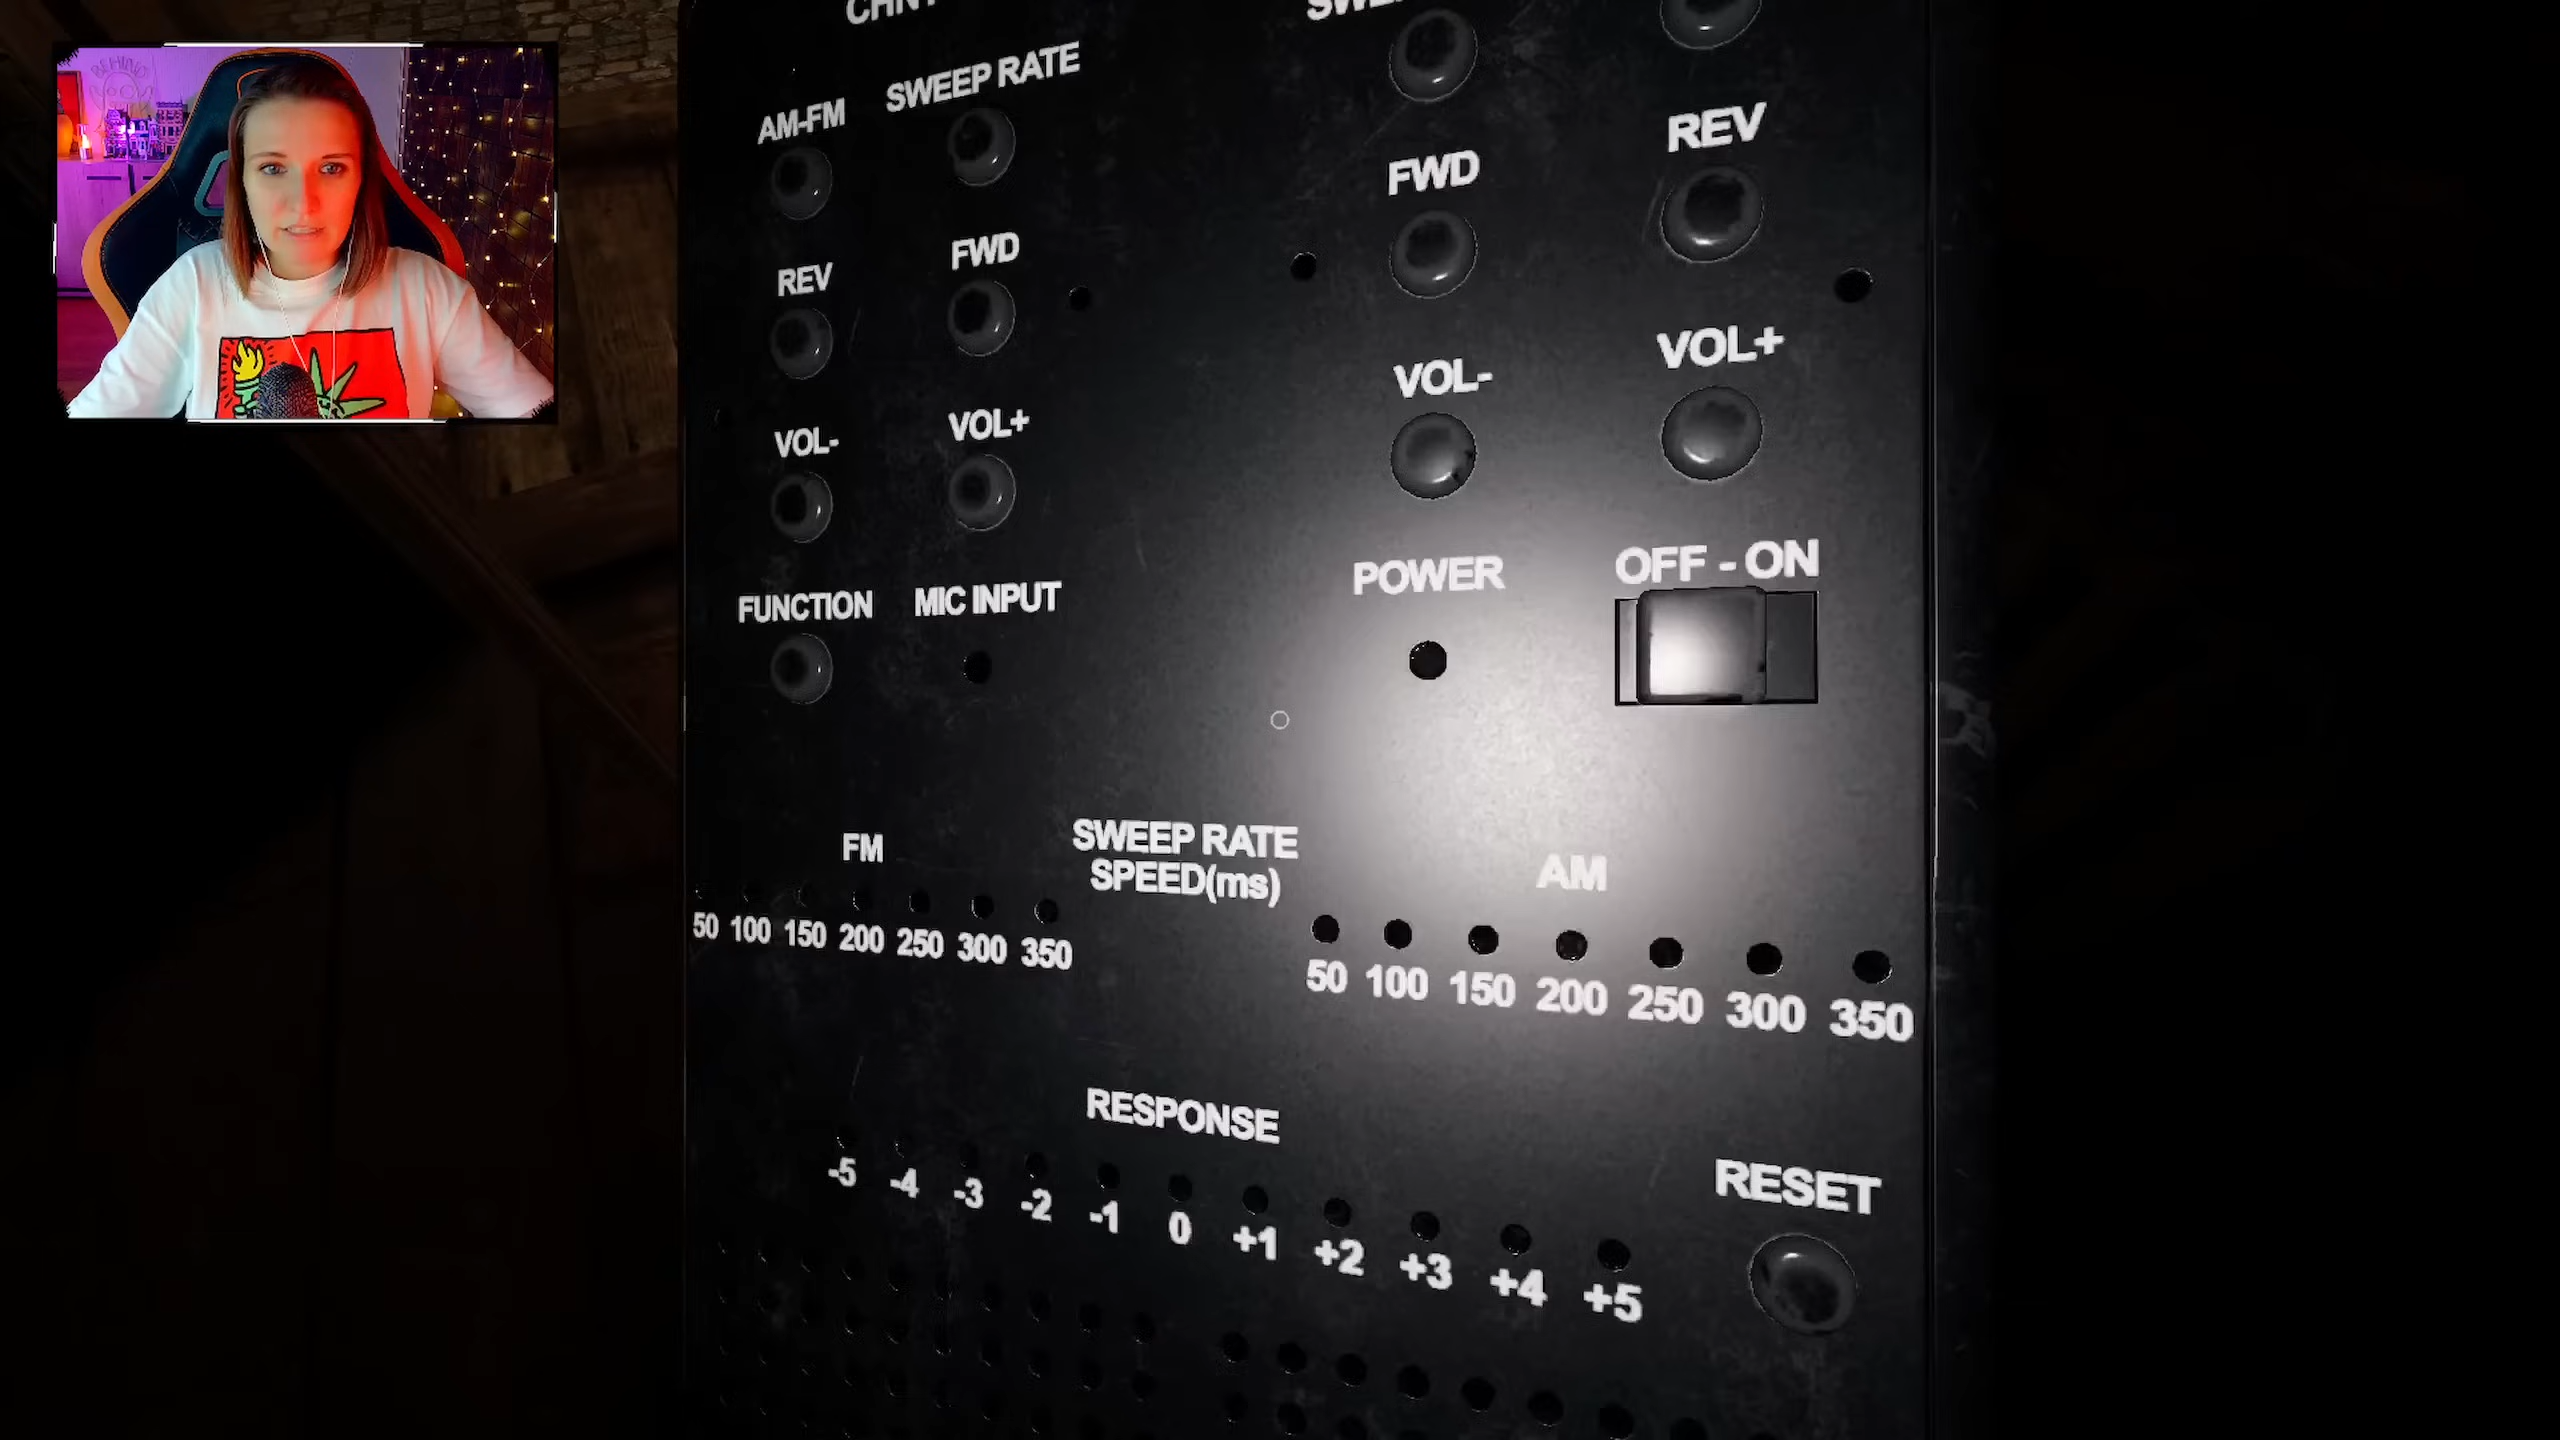 SWEEP RATE
AM-FM
REV
FWD
REV
FWD
VOL-
VOL+
VOL-
VOL+
FUNCTION
MIC INPUT
POWER
OFF - ON
FM
SWEEP RATE
SPEED(ms)
AM
50 100 150 200 250 300 350
50 100 150 200 250 300 350
RESPONSE
-5 -4 -3 -2 -1 0 +1 +2 +3 +4 +5
RESET